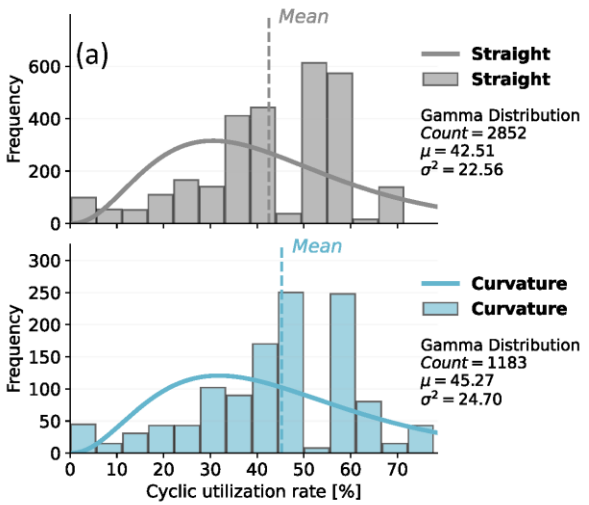 Mean
(a)
Straight
Straight
Gamma Distribution
Count = 2852
μ = 42.51
σ² = 22.56
Frequency
600
400
200
0
Mean
Curvature
Curvature
Gamma Distribution
Count = 1183
μ = 45.27
σ² = 24.70
Frequency
300
250
200
150
100
50
0
0 10 20 30 40 50 60 70
Cyclic utilization rate [%]